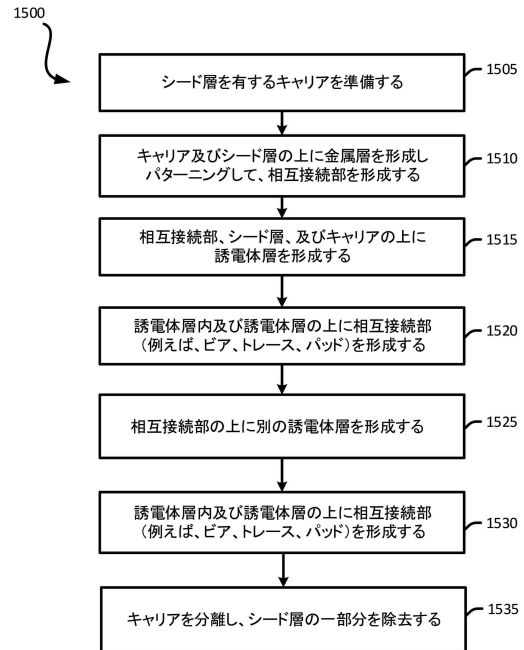 1500
シード層を有するキャリアを準備する
1505
キャリア及びシード層の上に金属層を形成し
パターニングして、相互接続部を形成する
1510
相互接続部、シード層、及びキャリアの上に
誘電体層を形成する
1515
誘電体層内及び誘電体層の上に相互接続部
(例えば、ビア、トレース、パッド)を形成する
1520
相互接続部の上に別の誘電体層を形成する
1525
誘電体層内及び誘電体層の上に相互接続部
(例えば、ビア、トレース、パッド)を形成する
1530
キャリアを分離し、シード層の一部分を除去する
1535